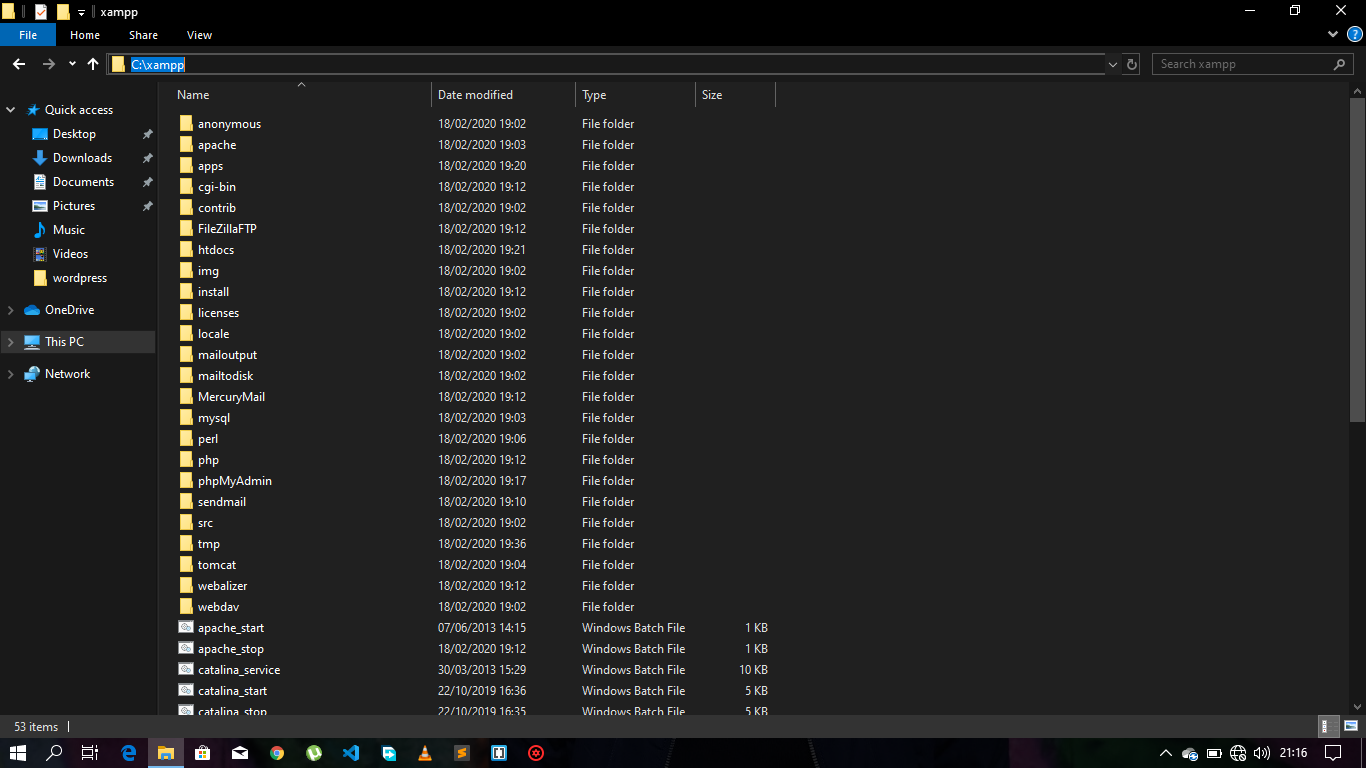 xampp
File Home Share View
C:\xampp
Search xampp
Name Date modified Type Size
Quick access
Desktop
Downloads
Documents
Pictures
Music
Videos
wordpress
OneDrive
This PC
Network
anonymous 18/02/2020 19:02 File folder
apache 18/02/2020 19:03 File folder
apps 18/02/2020 19:20 File folder
cgi-bin 18/02/2020 19:12 File folder
contrib 18/02/2020 19:02 File folder
FileZillaFTP 18/02/2020 19:12 File folder
htdocs 18/02/2020 19:21 File folder
img 18/02/2020 19:02 File folder
install 18/02/2020 19:12 File folder
licenses 18/02/2020 19:02 File folder
locale 18/02/2020 19:02 File folder
mailoutput 18/02/2020 19:02 File folder
mailtodisk 18/02/2020 19:02 File folder
MercuryMail 18/02/2020 19:12 File folder
mysql 18/02/2020 19:03 File folder
perl 18/02/2020 19:06 File folder
php 18/02/2020 19:12 File folder
phpMyAdmin 18/02/2020 19:17 File folder
sendmail 18/02/2020 19:10 File folder
src 18/02/2020 19:02 File folder
tmp 18/02/2020 19:36 File folder
tomcat 18/02/2020 19:04 File folder
webalizer 18/02/2020 19:12 File folder
webdav 18/02/2020 19:02 File folder
apache_start 07/06/2013 14:15 Windows Batch File 1 KB
apache_stop 18/02/2020 19:12 Windows Batch File 1 KB
catalina_service 30/03/2013 15:29 Windows Batch File 10 KB
catalina_start 22/10/2019 16:36 Windows Batch File 5 KB
catalina_stop 22/10/2019 16:35 Windows Batch File 5 KB
53 items
21:16